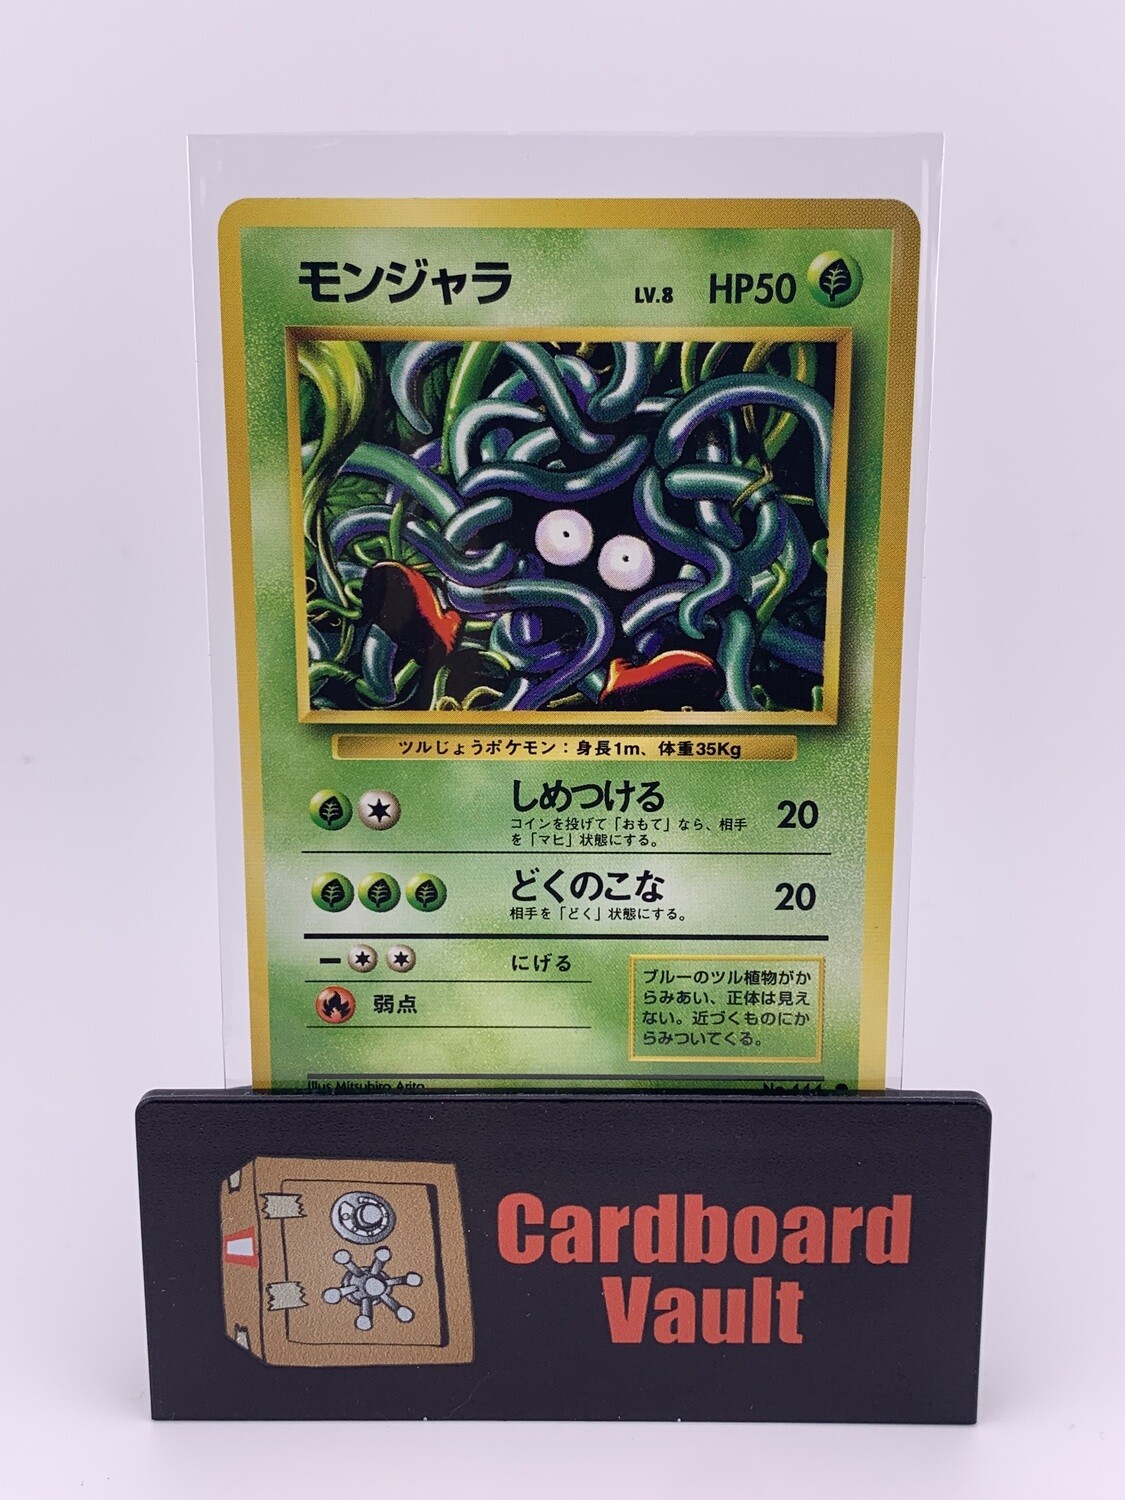 モンジャラ LV.8 HP50
ツルじょうポケモン：身長1m、体重35Kg
しめつける 20
コインを投げて「おもて」なら、相手
を「マヒ」状態にする。
どくのこな 20
相手を「どく」状態にする。
にげる
弱点
ブルーのツル植物がか
らみあい、正体は見え
ない。近づくものにか
らみついてくる。
Illus Mitsuhiro Arita
Cardboard
Vault